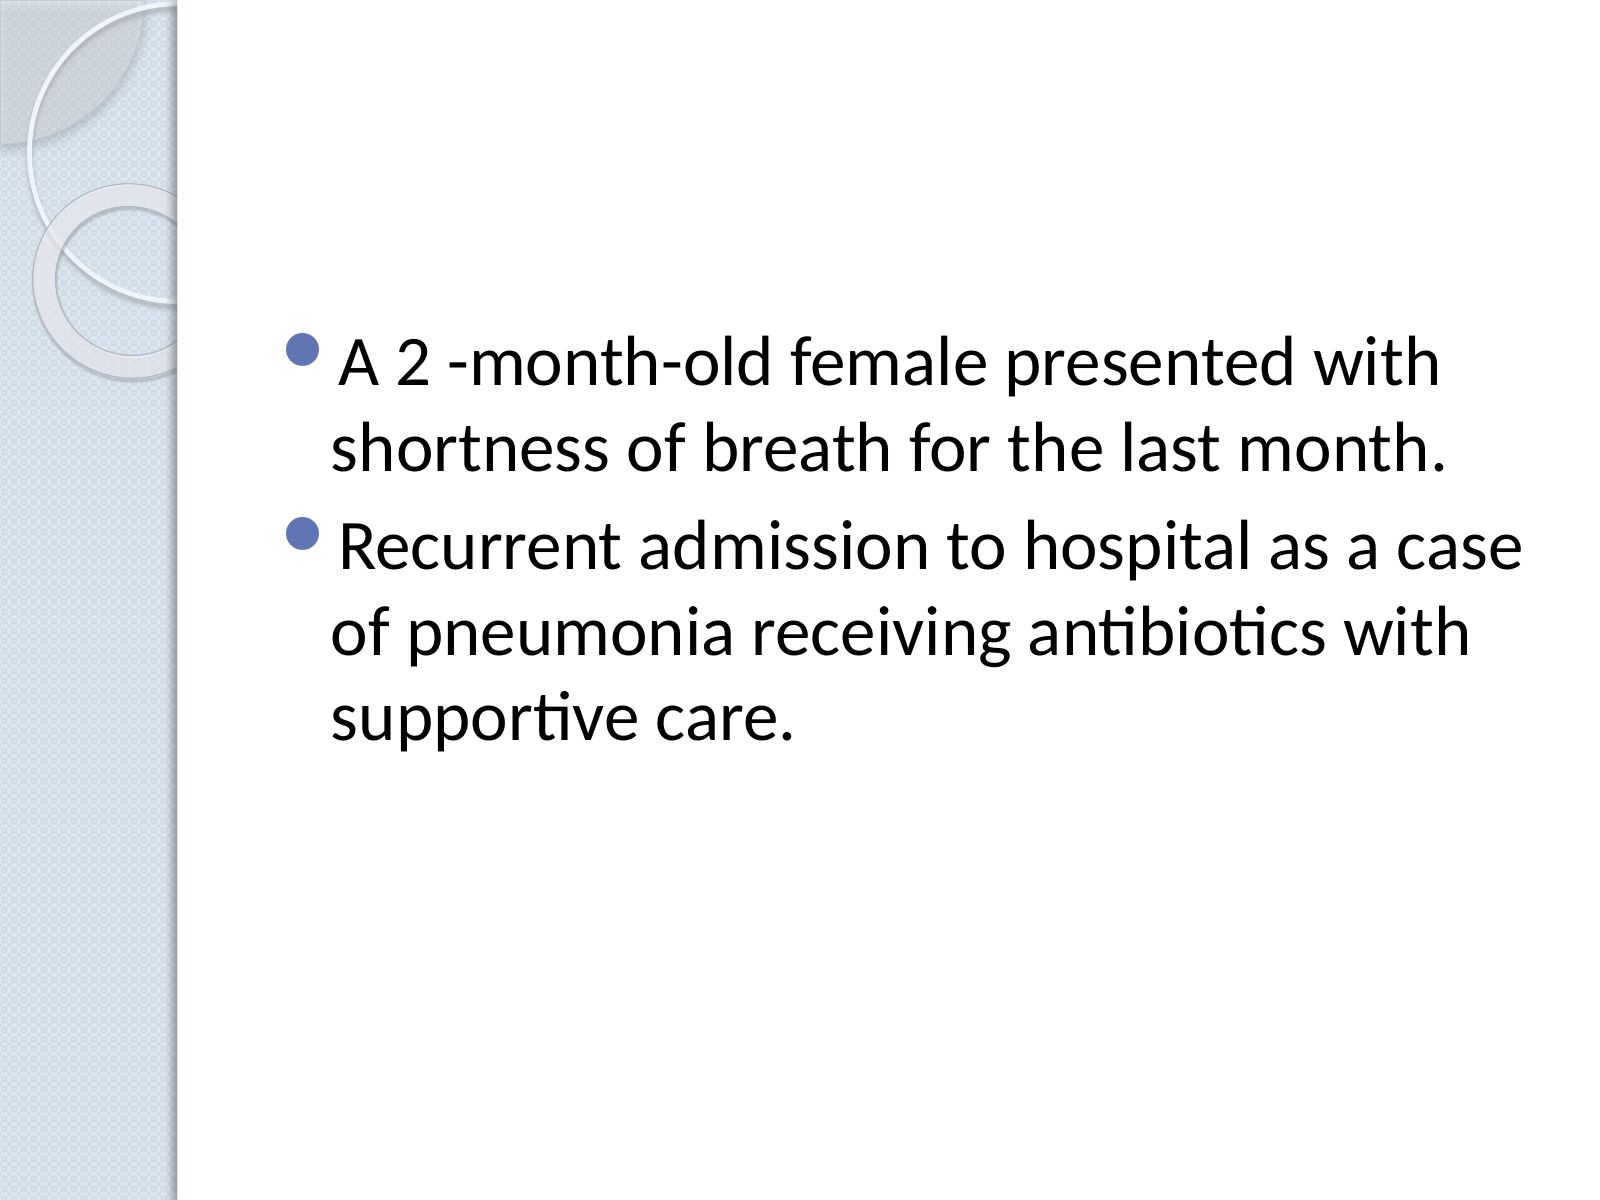 A 2 -month-old female presented with
shortness of breath for the last month.
Recurrent admission to hospital as a case
of pneumonia receiving antibiotics with
supportive care.